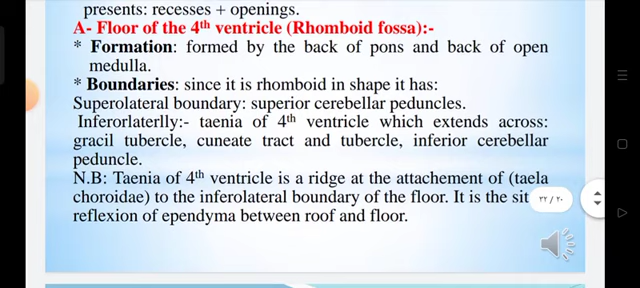 presents: recesses + openings.
A- Floor of the 4th ventricle (Rhomboid fossa):-
* Formation: formed by the back of pons and back of open
medulla.
* Boundaries: since it is rhomboid in shape it has:
Superolateral boundary: superior cerebellar peduncles.
Inferorlaterlly:- taenia of 4th ventricle which extends across:
gracil tubercle, cuneate tract and tubercle, inferior cerebellar
peduncle.
N.B: Taenia of 4th ventricle is a ridge at the attachement of (taela
choroidae) to the inferolateral boundary of the floor. It is the sit
٢٢ / ٢٠
reflexion of ependyma between roof and floor.